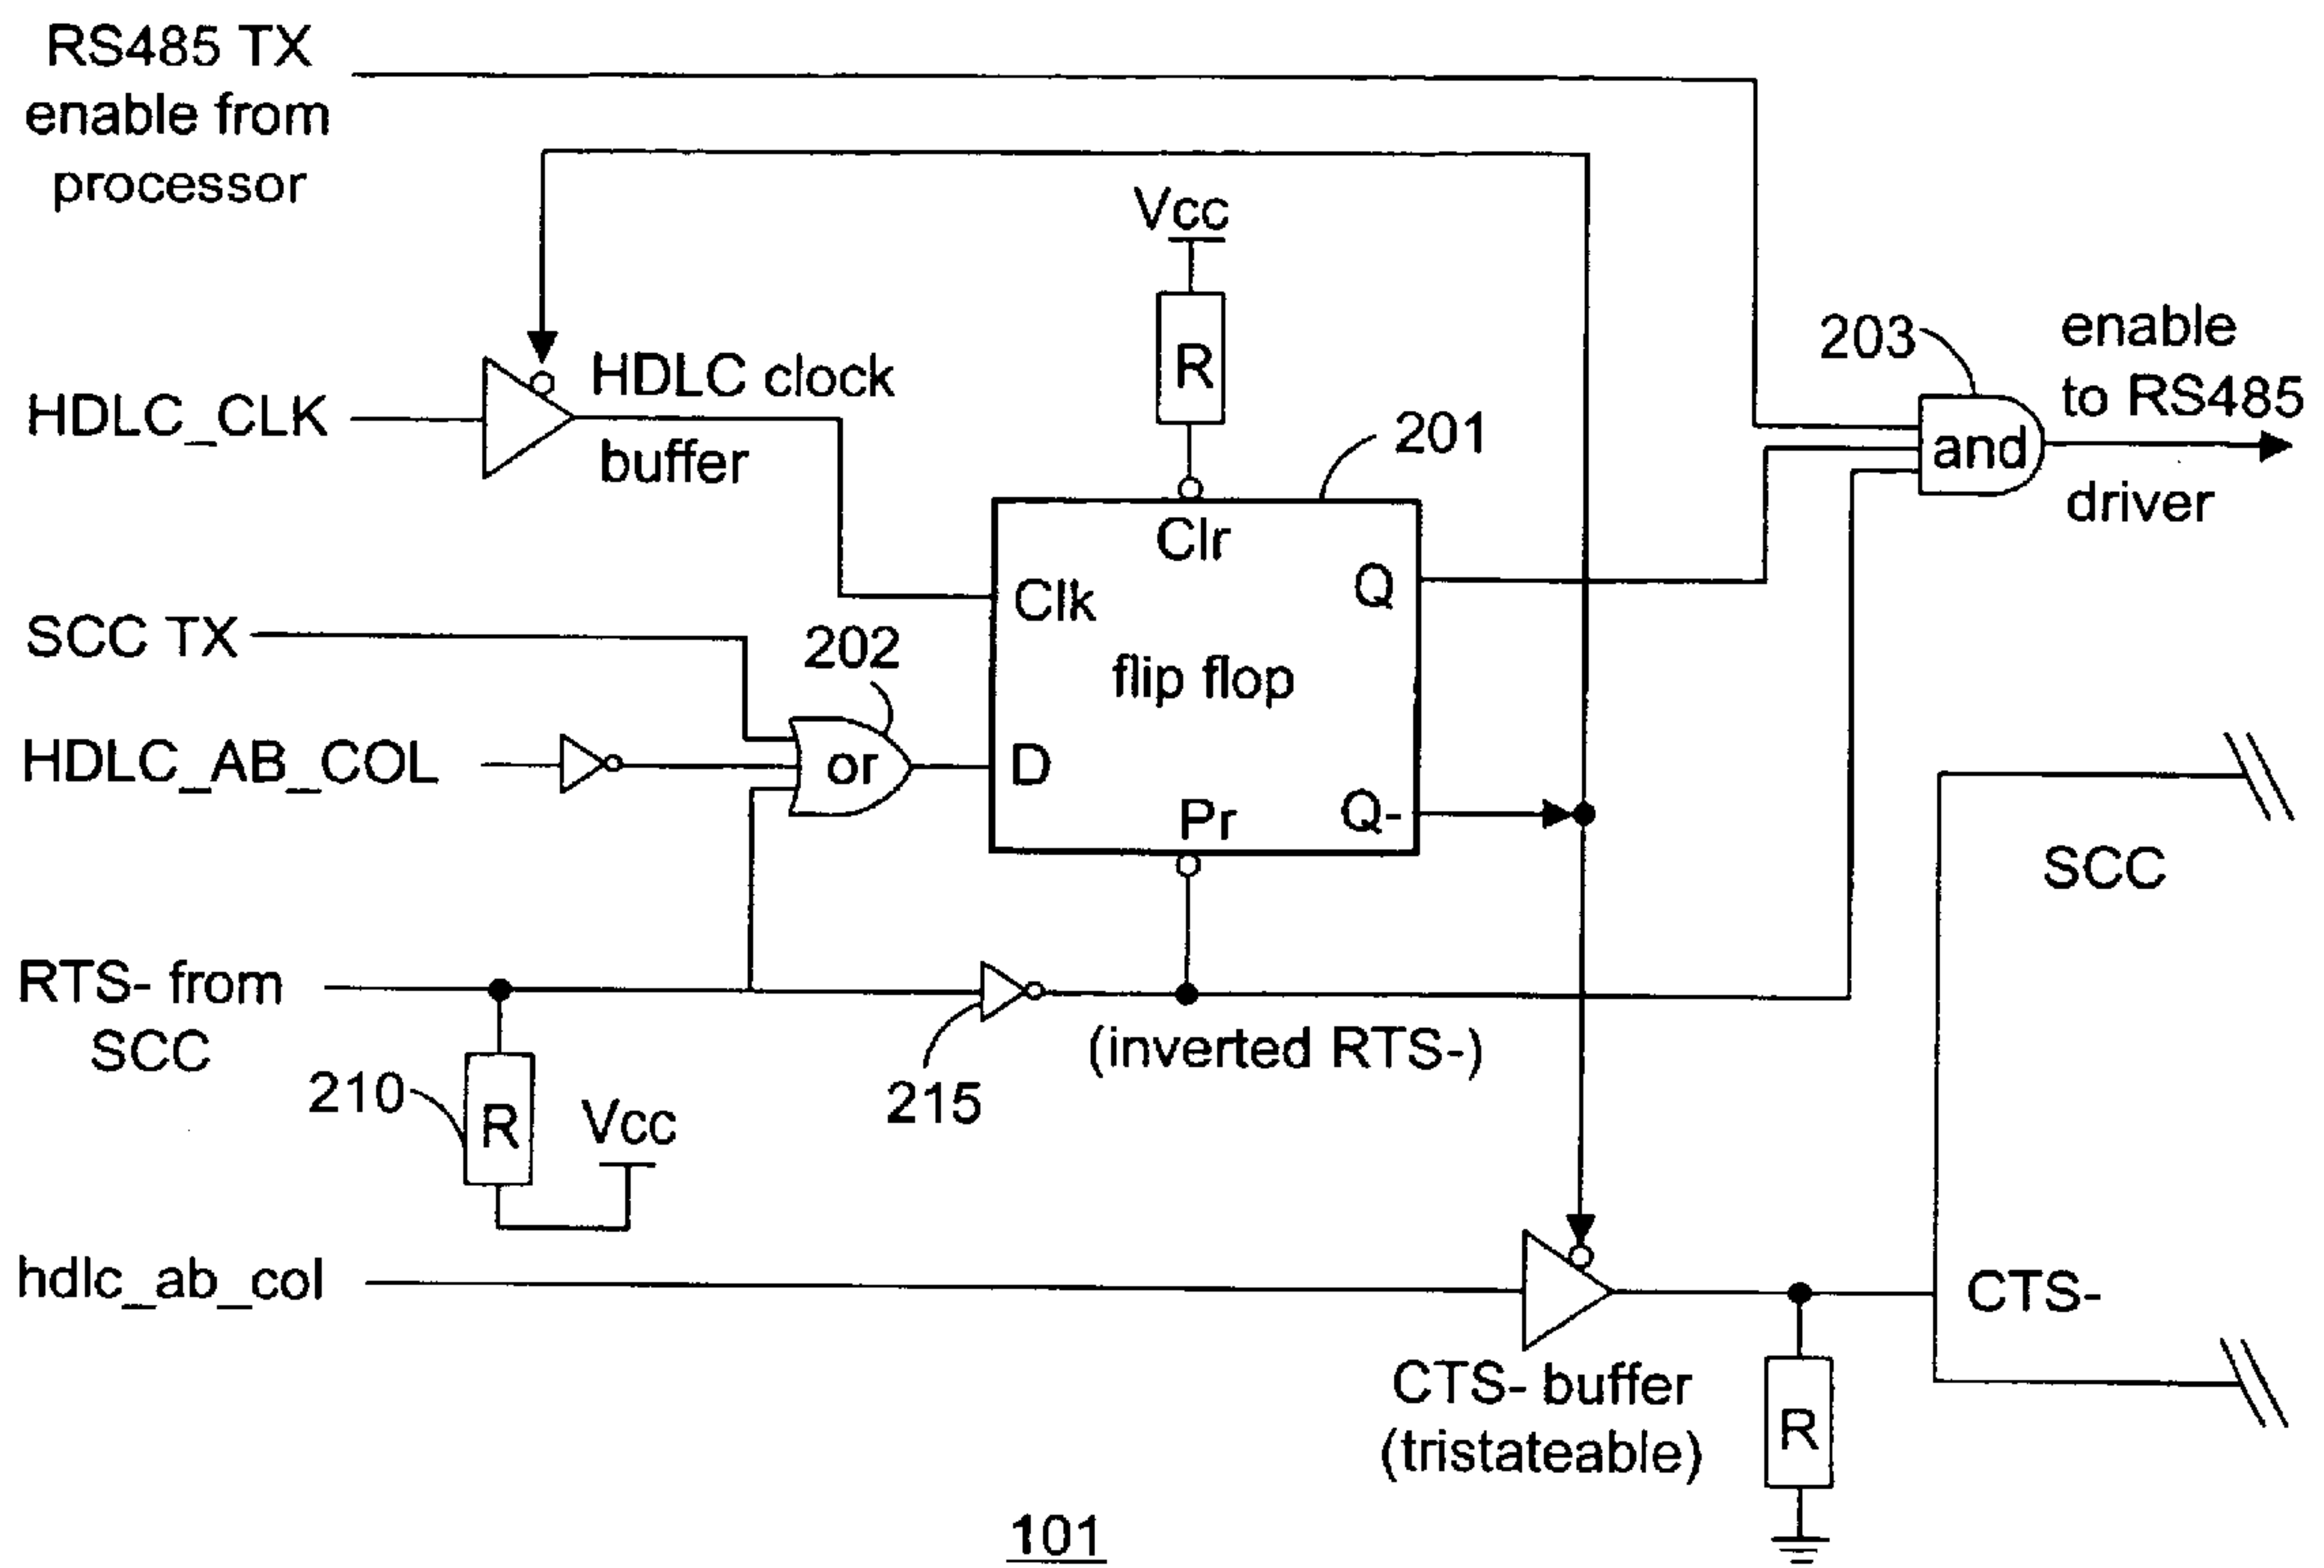 RS485 TX
enable from
processor
Vcc
R
203
enable
to RS485
driver
and
HDLC_CLK
HDLC clock
buffer
201
Clr
Clk
Q
flip flop
D
Pr
Q-
SCC TX
202
HDLC_AB_COL
or
SCC
RTS- from
SCC
210
R
Vcc
215
(inverted RTS-)
hdlc_ab_col
CTS-
CTS- buffer
(tristateable)
R
101